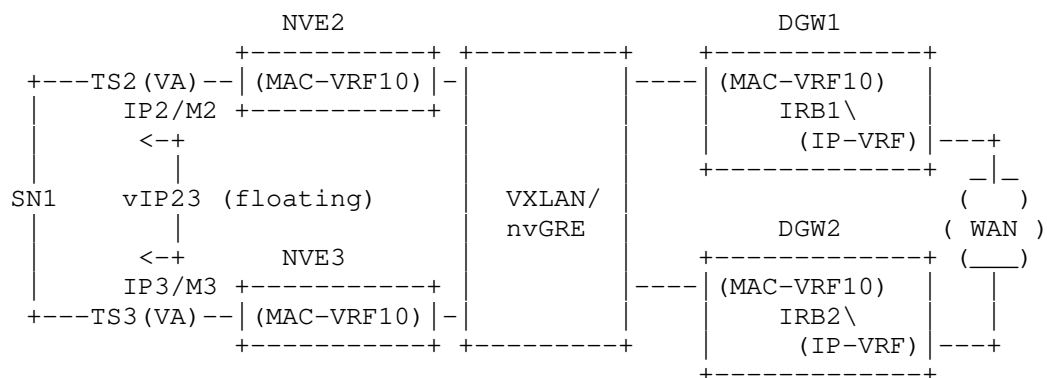 NVE2 DGW1
+-----------+ +---------+ +-------------+
+---TS2(VA)--|(MAC-VRF10)|-| |----|(MAC-VRF10) |
| IP2/M2 +-----------+ | | | IRB1\ |
| <-+ | | | (IP-VRF)|---+
| | | | +-------------+ _|_
SN1 vIP23 (floating) | VXLAN/ | ( )
| | | nvGRE | DGW2 ( WAN )
| <-+ NVE3 | | +-------------+ (___)
| IP3/M3 +-----------+ | |----|(MAC-VRF10) | |
+---TS3(VA)--|(MAC-VRF10)|-| | | IRB2\ | |
+-----------+ +---------+ | (IP-VRF)|---+
+-------------+